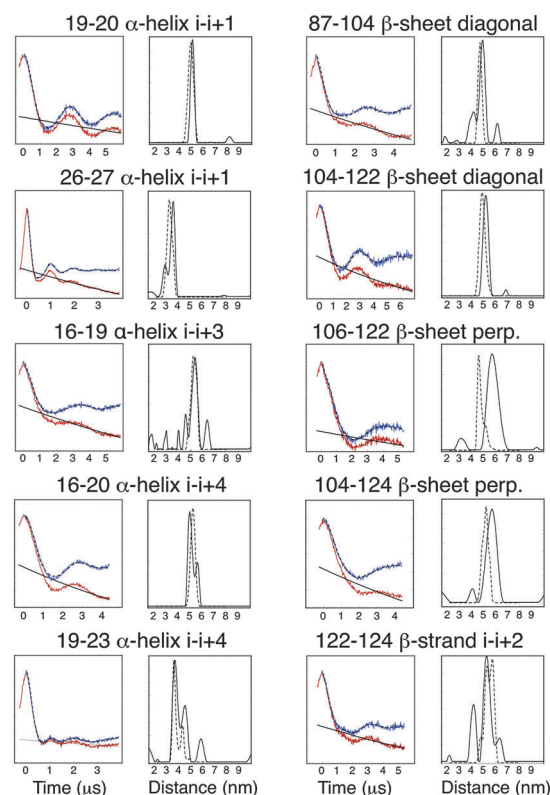 19-20 α-helix i-i+1
87-104 β-sheet diagonal
0 1 2 3 4 5
2 3 4 5 6 7 8 9
0 1 2 3 4
2 3 4 5 6 7 8 9
26-27 α-helix i-i+1
104-122 β-sheet diagonal
0 1 2 3
2 3 4 5 6 7 8 9
0 1 2 3 4 5 6
2 3 4 5 6 7 8 9
16-19 α-helix i-i+3
106-122 β-sheet perp.
0 1 2 3 4
2 3 4 5 6 7 8 9
0 1 2 3 4 5
2 3 4 5 6 7 8 9
16-20 α-helix i-i+4
104-124 β-sheet perp.
0 1 2 3 4
2 3 4 5 6 7 8 9
0 1 2 3 4
2 3 4 5 6 7 8 9
19-23 α-helix i-i+4
122-124 β-strand i-i+2
0 1 2 3
2 3 4 5 6 7 8 9
0 1 2 3 4 5
2 3 4 5 6 7 8 9
Time (μs)
Distance (nm)
Time (μs)
Distance (nm)